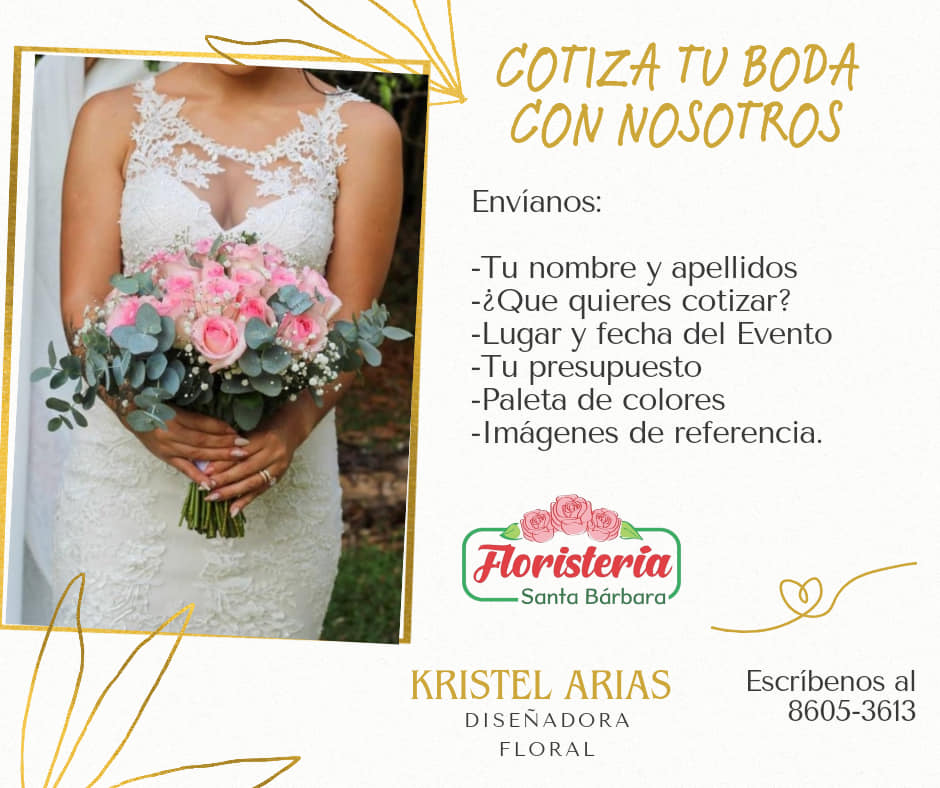 COTIZA TU BODA
CON NOSOTROS
Envíanos:
-Tu nombre y apellidos
-¿Que quieres cotizar?
-Lugar y fecha del Evento
-Tu presupuesto
-Paleta de colores
-Imágenes de referencia.
Floristeria
Santa Bárbara
KRISTEL ARIAS
DISEÑADORA
FLORAL
Escríbenos al
8605-3613